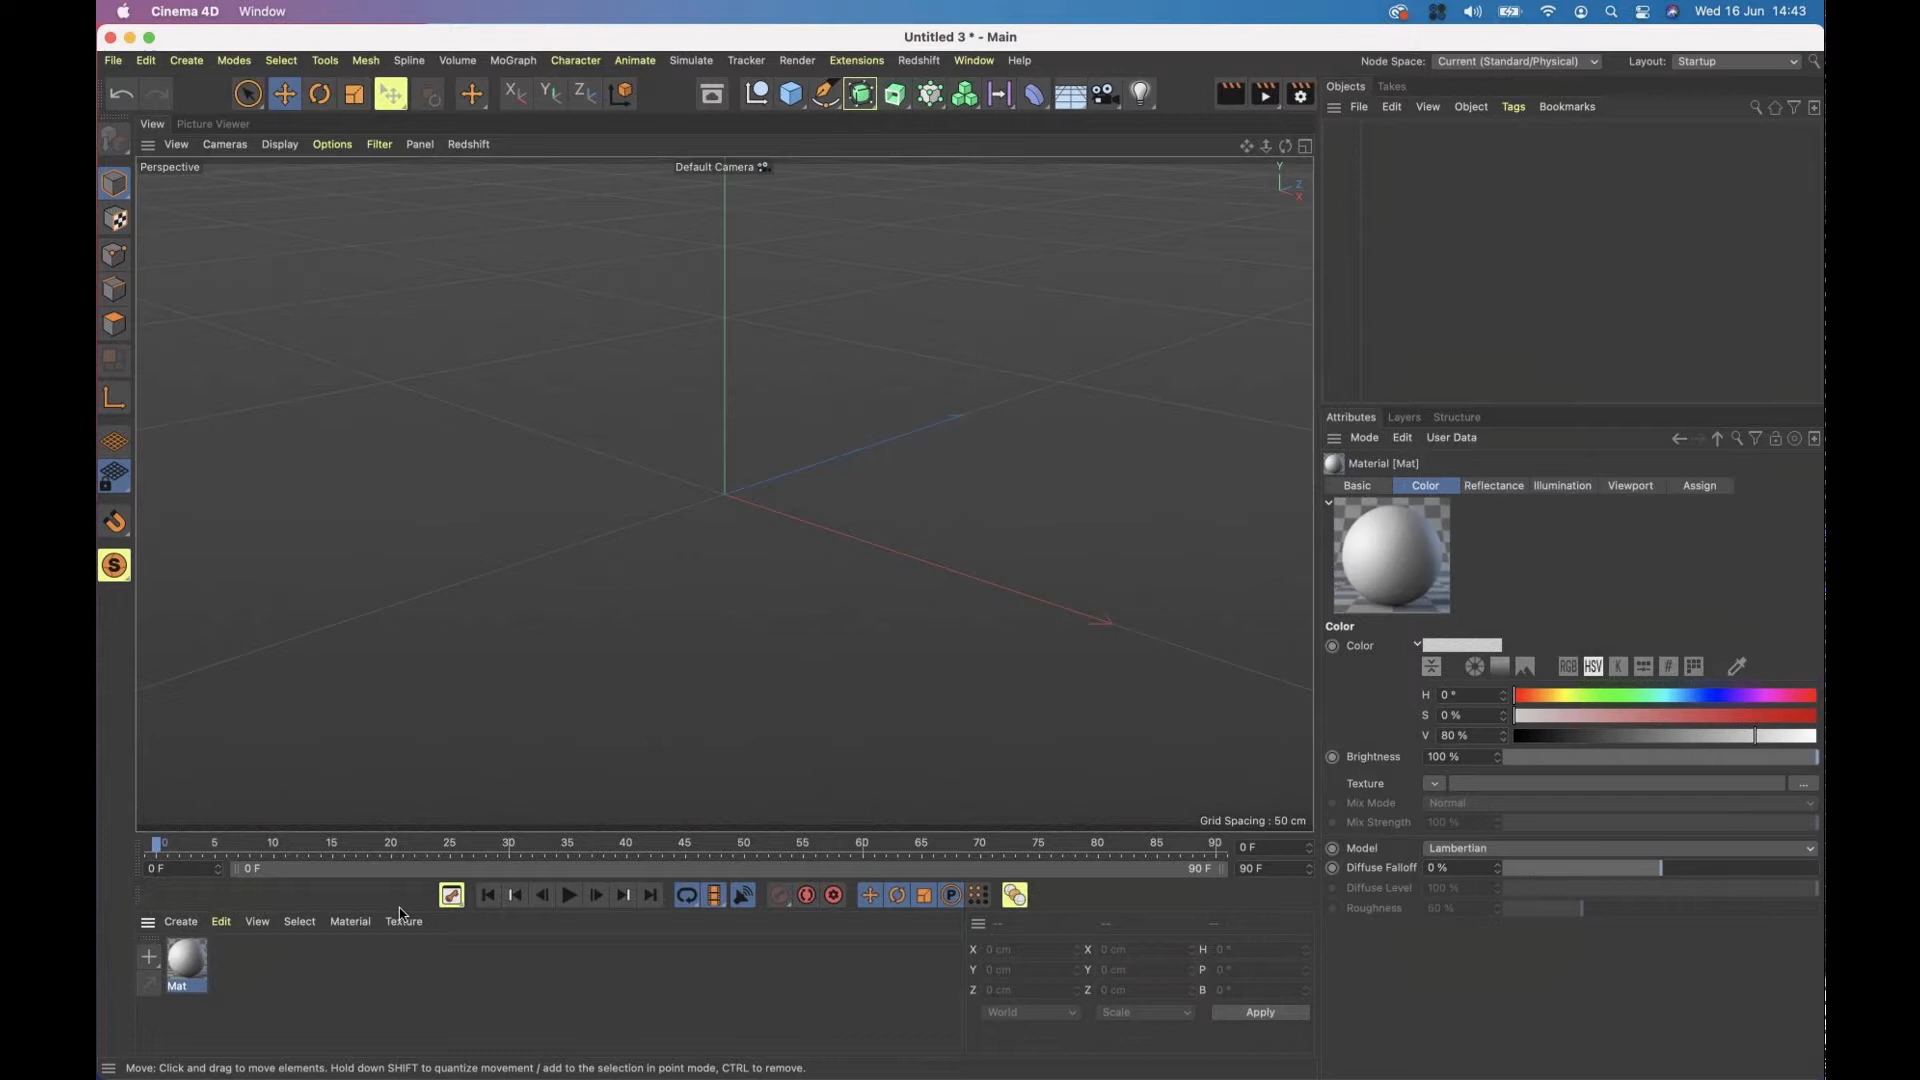 Cinema 4D Window Wed 16 Jun 14:43
Untitled 3 * - Main
File Edit Create Modes Select Tools Mesh Spline Volume MoGraph Character Animate Simulate Tracker Render Extensions Redshift Window Help Node Space: Current (Standard/Physical) Layout: Startup
X Y Z
Objects Takes
File Edit View Object Tags Bookmarks
View Picture Viewer
View Cameras Display Options Filter Panel Redshift
Perspective Default Camera
Y
Z
X
S
Grid Spacing : 50 cm
Attributes Layers Structure
Mode Edit User Data
Material [Mat]
Basic Color Reflectance Illumination Viewport Assign
Color
Color
RGB HSV K #
H 0 °
S 0 %
V 80 %
Brightness 100 %
Texture ...
Mix Mode Normal
Mix Strength 100 %
Model Lambertian
Diffuse Falloff 0 %
Diffuse Level 100 %
Roughness 50 %
0 5 10 15 20 25 30 35 40 45 50 55 60 65 70 75 80 85 90 0 F
0 F 0 F 90 F 90 F
P
Create Edit View Select Material Texture
Mat
-- -- --
X 0 cm X 0 cm H 0 °
Y 0 cm Y 0 cm P 0 °
Z 0 cm Z 0 cm B 0 °
World Scale Apply
Move: Click and drag to move elements. Hold down SHIFT to quantize movement / add to the selection in point mode, CTRL to remove.